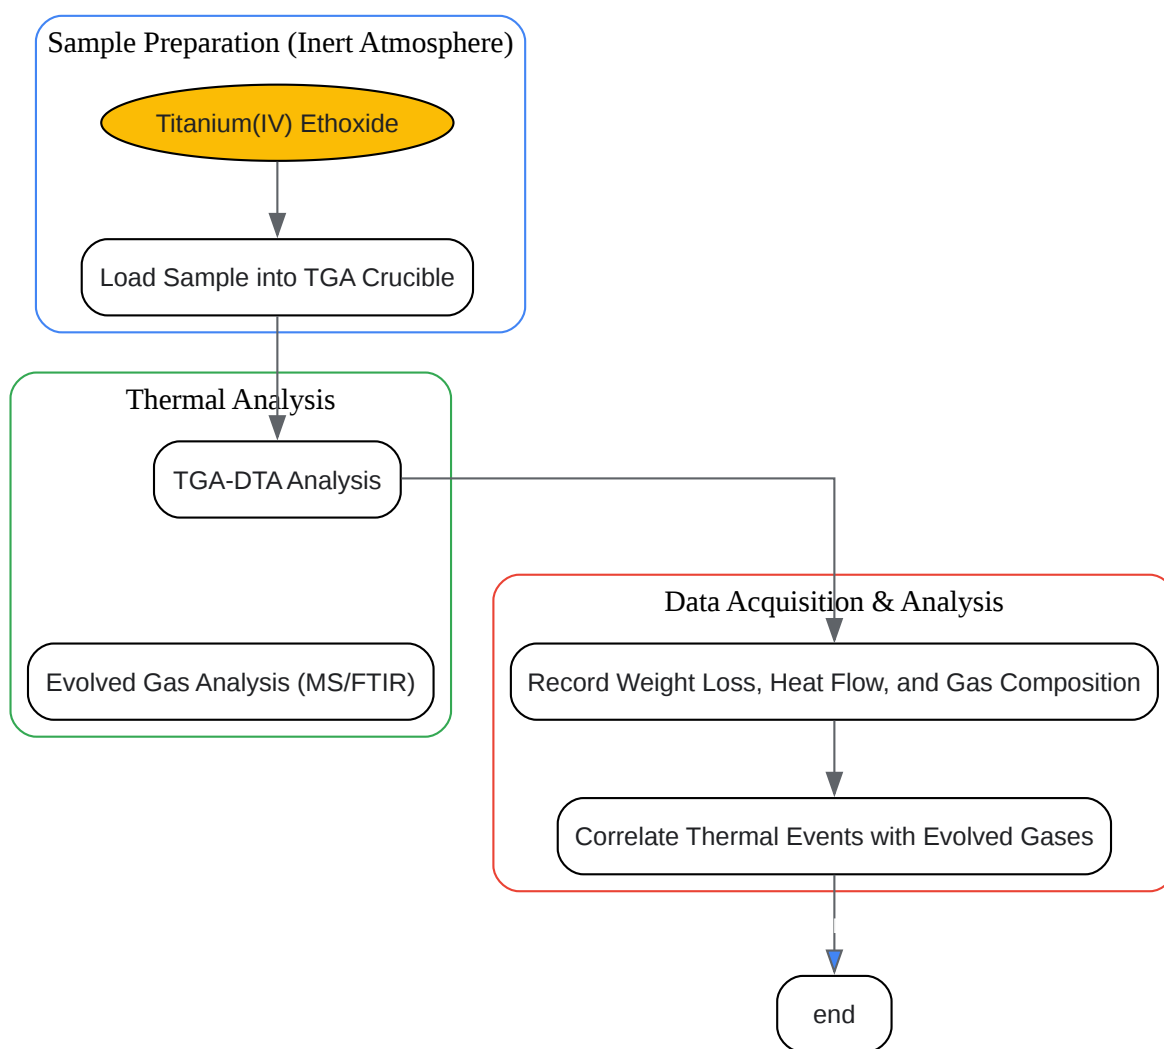 Sample Preparation (Inert Atmosphere)
Titanium(IV) Ethoxide
Load Sample into TGA Crucible
Thermal Analysis
TGA-DTA Analysis
Evolved Gas Analysis (MS/FTIR)
Data Acquisition & Analysis
Record Weight Loss, Heat Flow, and Gas Composition
Correlate Thermal Events with Evolved Gases
end